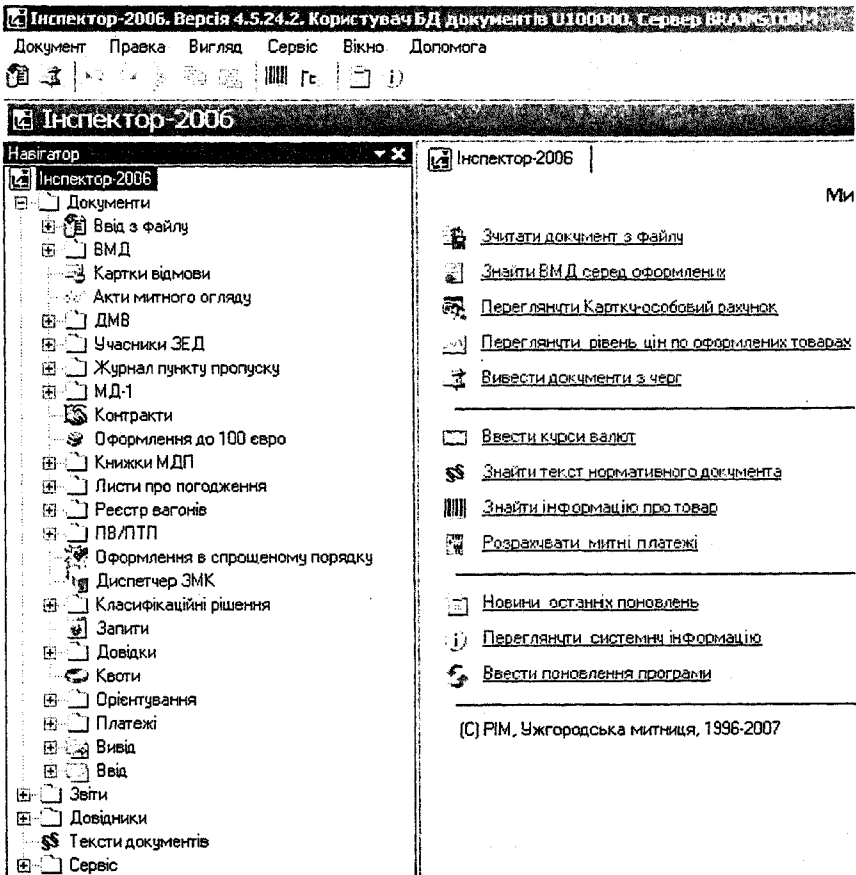 Інспектор-2006. Версія 4.5.24.2. Користувач БД документів U100000. Сервер BRAINSTORM
Документ Правка Вигляд Сервіс Вікно Допомога
Інспектор-2006
Навігатор
Інспектор-2006
Документи
Ввід з файлу
ВМД
Картки відмови
Акти митного огляду
ДМВ
Учасники ЗЕД
Журнал пункту пропуску
МД-1
Контракти
Оформлення до 100 євро
Книжки МДП
Листи про погодження
Реєстр вагонів
ПВ/ПТП
Оформлення в спрощеному порядку
Диспетчер ЗМК
Класифікаційні рішення
Запити
Довідки
Квоти
Орієнтування
Платежі
Вивід
Ввід
Звіти
Довідники
Тексти документів
Сервіс
Інспектор-2006
Ми
Зчитати документ з файлу
Знайти ВМД серед оформлених
Переглянути Картку-особовий рахунок
Переглянути рівень цін по оформлених товарах
Вивести документи з черг
Ввести курси валют
Знайти текст нормативного документа
Знайти інформацію про товар
Розрахувати митні платежі
Новини останніх поновлень
Переглянути системну інформацію
Ввести поновлення програми
(C) РІМ, Ужгородська митниця, 1996-2007